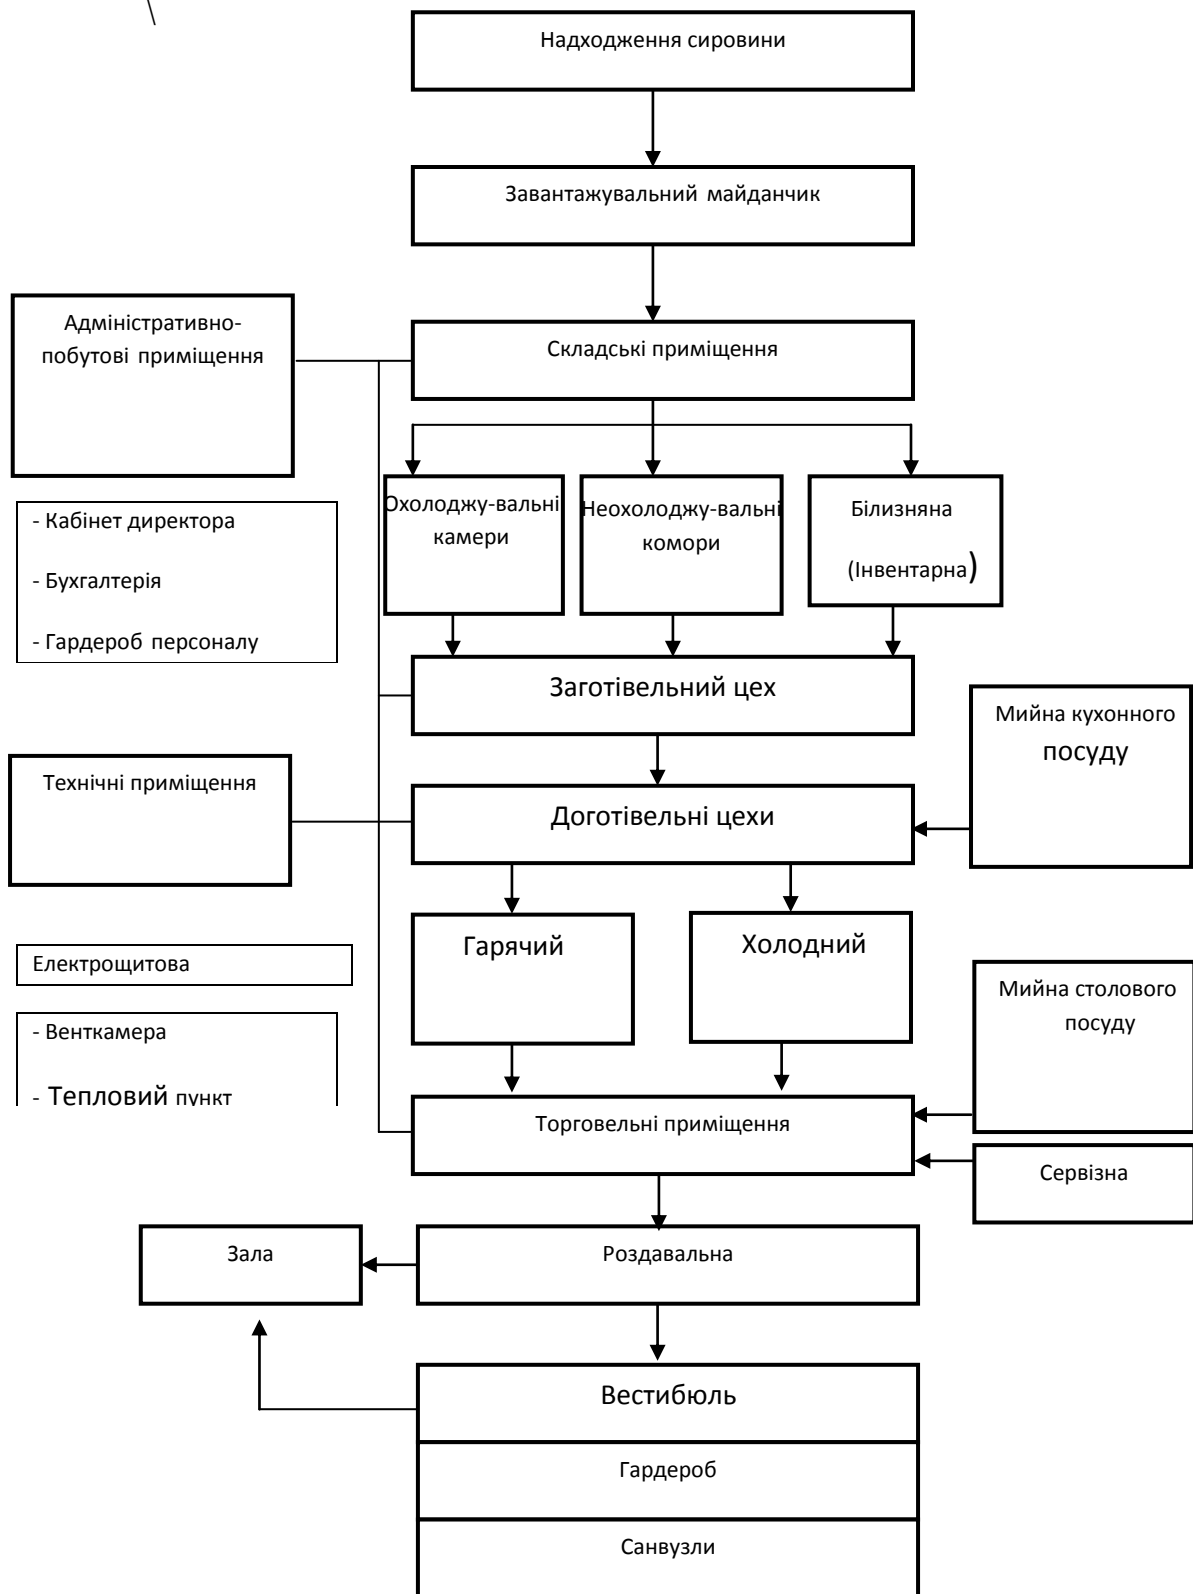 Надходження сировини
Завантажувальний майданчик
Адміністративно-
побутові приміщення
Складські приміщення
Охолоджу-вальні
камери
Неохолоджу-вальні
комори
Білизняна
(Інвентарна)
- Кабінет директора
- Бухгалтерія
- Гардероб персоналу
Заготівельний цех
Мийна кухонного
посуду
Технічні приміщення
Доготівельні цехи
Гарячий
Холодний
Електрощитова
- Венткамера
- Тепловий пункт
Мийна столового
посуду
Торговельні приміщення
Сервізна
Зала
Роздавальна
Вестибюль
Гардероб
Санвузли